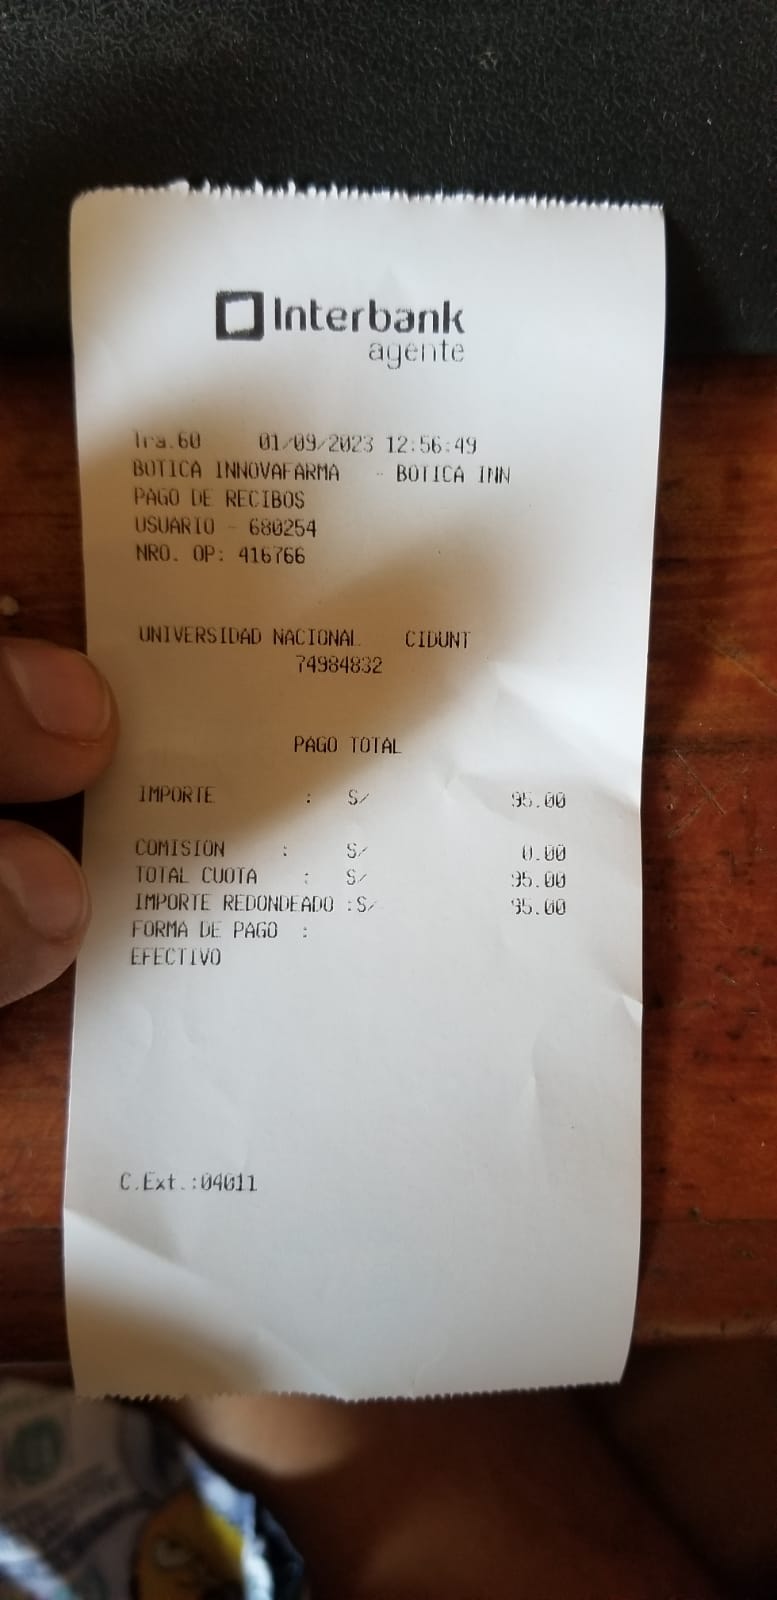 Interbank
agente
Tra.60 01/09/2023 12:56:49
BOTICA INNOVAFARMA - BOTICA INN
PAGO DE RECIBOS
USUARIO - 680254
NRO. OP: 416766
UNIVERSIDAD NACIONAL CIDUNT
74984832
PAGO TOTAL
IMPORTE : S/ 95.00
COMISION : S/ 0.00
TOTAL CUOTA : S/ 95.00
IMPORTE REDONDEADO :S/ 95.00
FORMA DE PAGO :
EFECTIVO
C.Ext.:04011